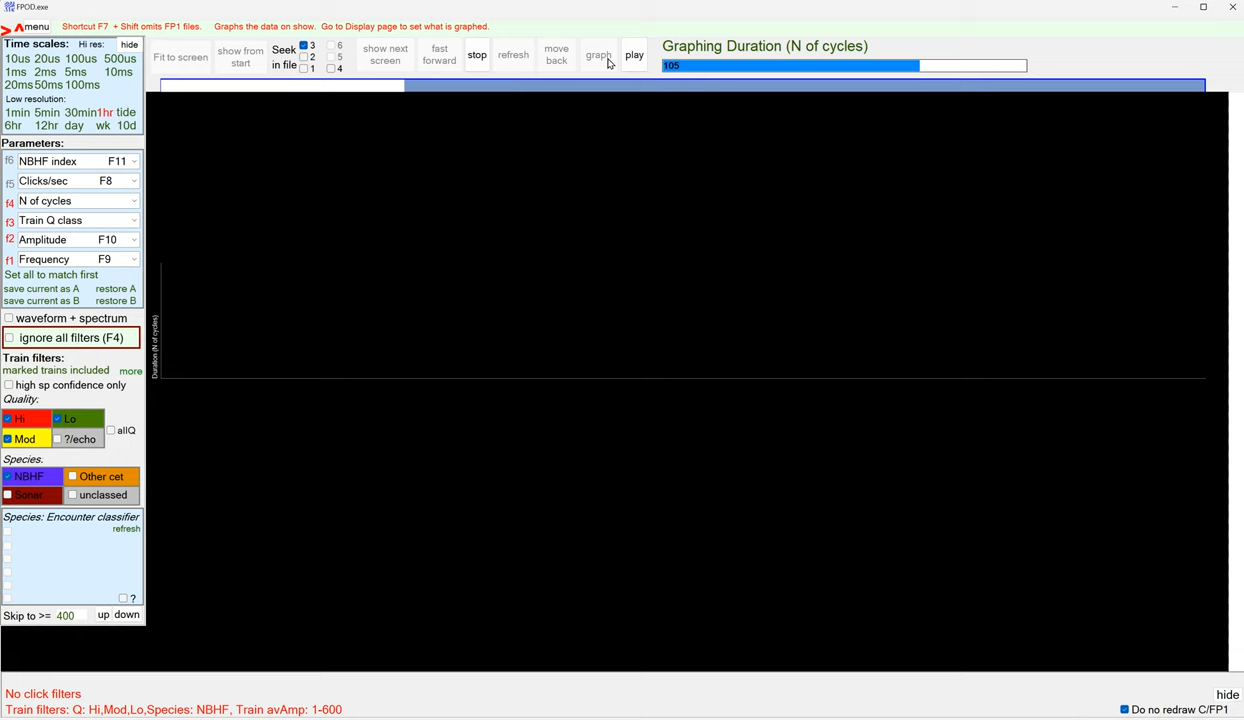 FPOD.exe
menu
Shortcut F7 + Shift omits FP1 files. Graphs the data on show. Go to Display page to set what is graphed.
Time scales: Hi res: hide
10us 20us 100us 500us
1ms 2ms 5ms 10ms
20ms 50ms 100ms
Low resolution:
1min 5min 30min 1hr tide
6hr 12hr day wk 10d
Fit to screen
show from start
Seek in file
3 6
2 5
1 4
show next screen
fast forward
stop
refresh
move back
graph
play
Graphing Duration (N of cycles)
105
Parameters:
f6 NBHF index F11
f5 Clicks/sec F8
f4 N of cycles
f3 Train Q class
f2 Amplitude F10
f1 Frequency F9
Set all to match first
save current as A restore A
save current as B restore B
waveform + spectrum
ignore all filters (F4)
Train filters:
marked trains included more
high sp confidence only
Quality:
Hi Lo
allQ
Mod ?/echo
Species:
NBHF Other cet
Sonar unclassed
Species: Encounter classifier
refresh
?
Skip to >= 400 up down
Duration (N of cycles)
No click filters
Train filters: Q: Hi,Mod,Lo,Species: NBHF, Train avAmp: 1-600
hide
Do no redraw C/FP1